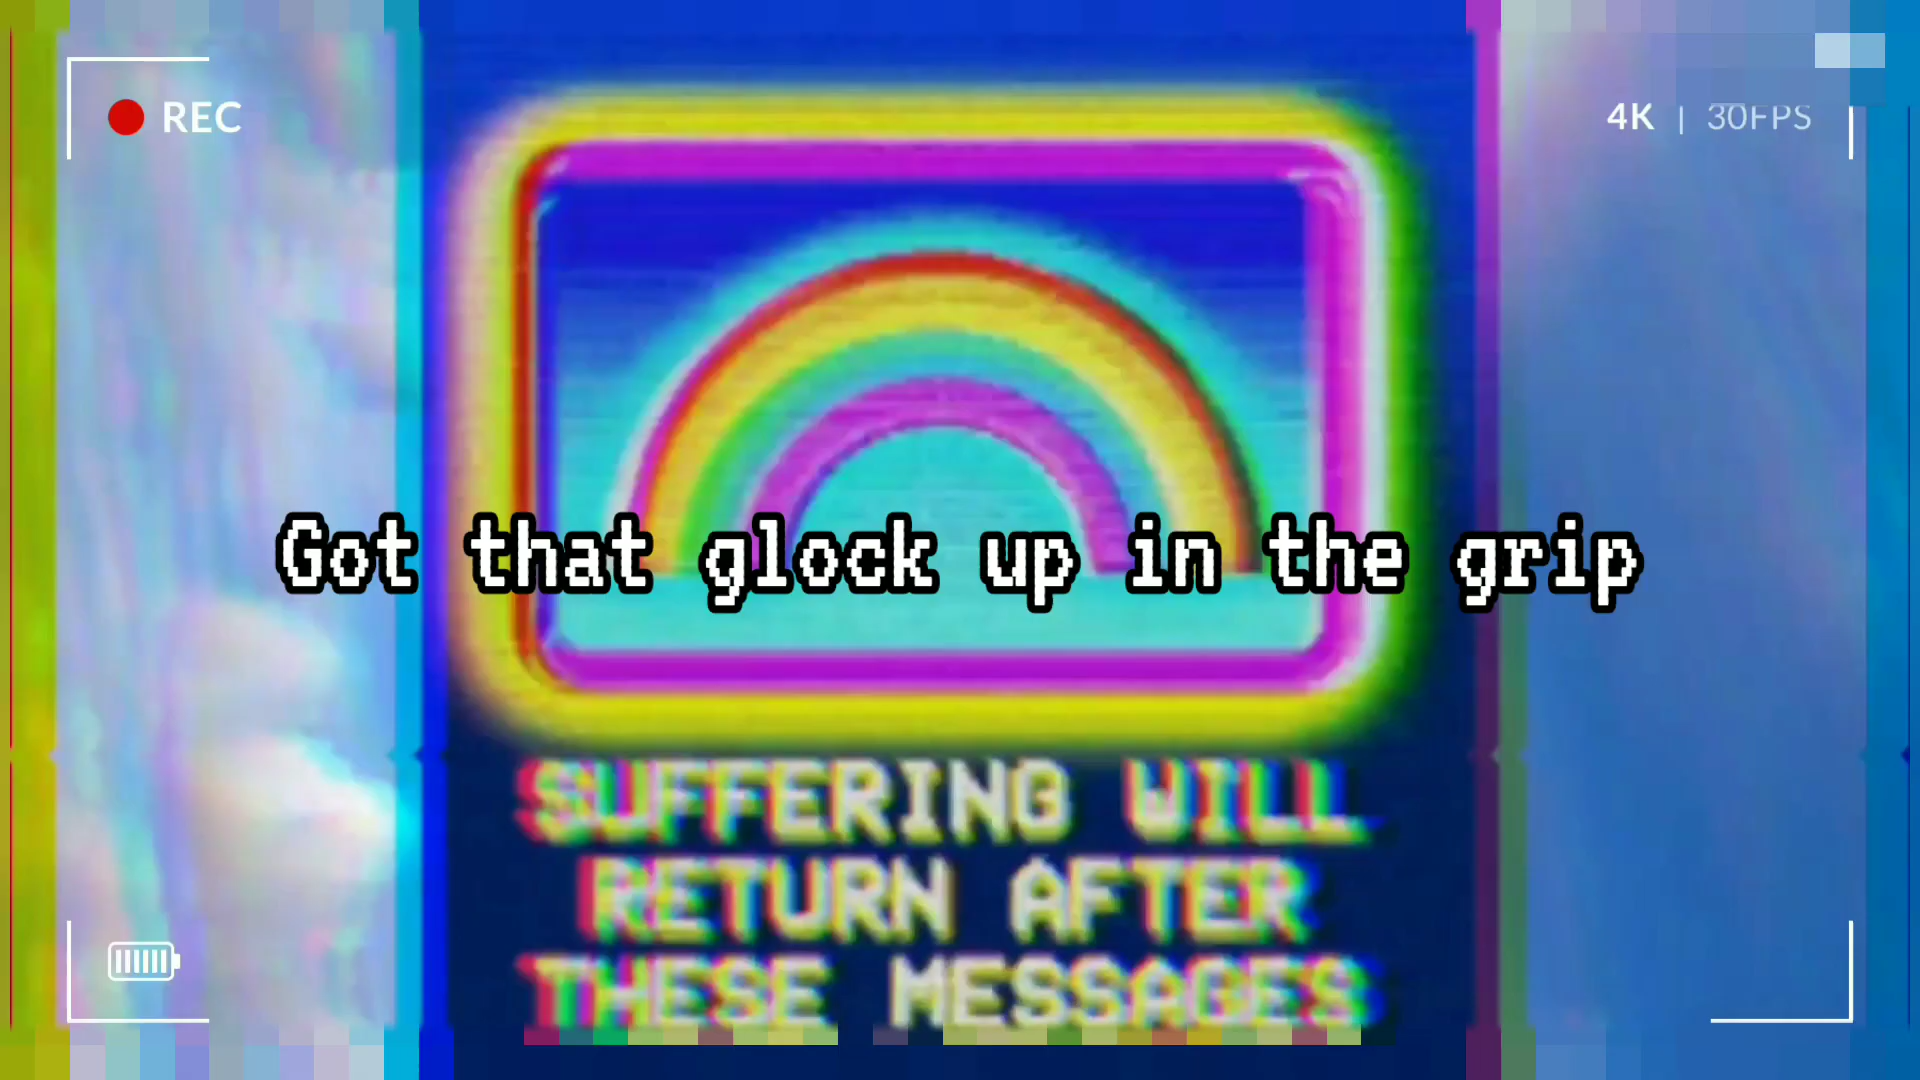 REC
4K | 30FPS
Got that glock up in the grip
SUFFERING WILL
RETURN AFTER
THESE MESSAGES